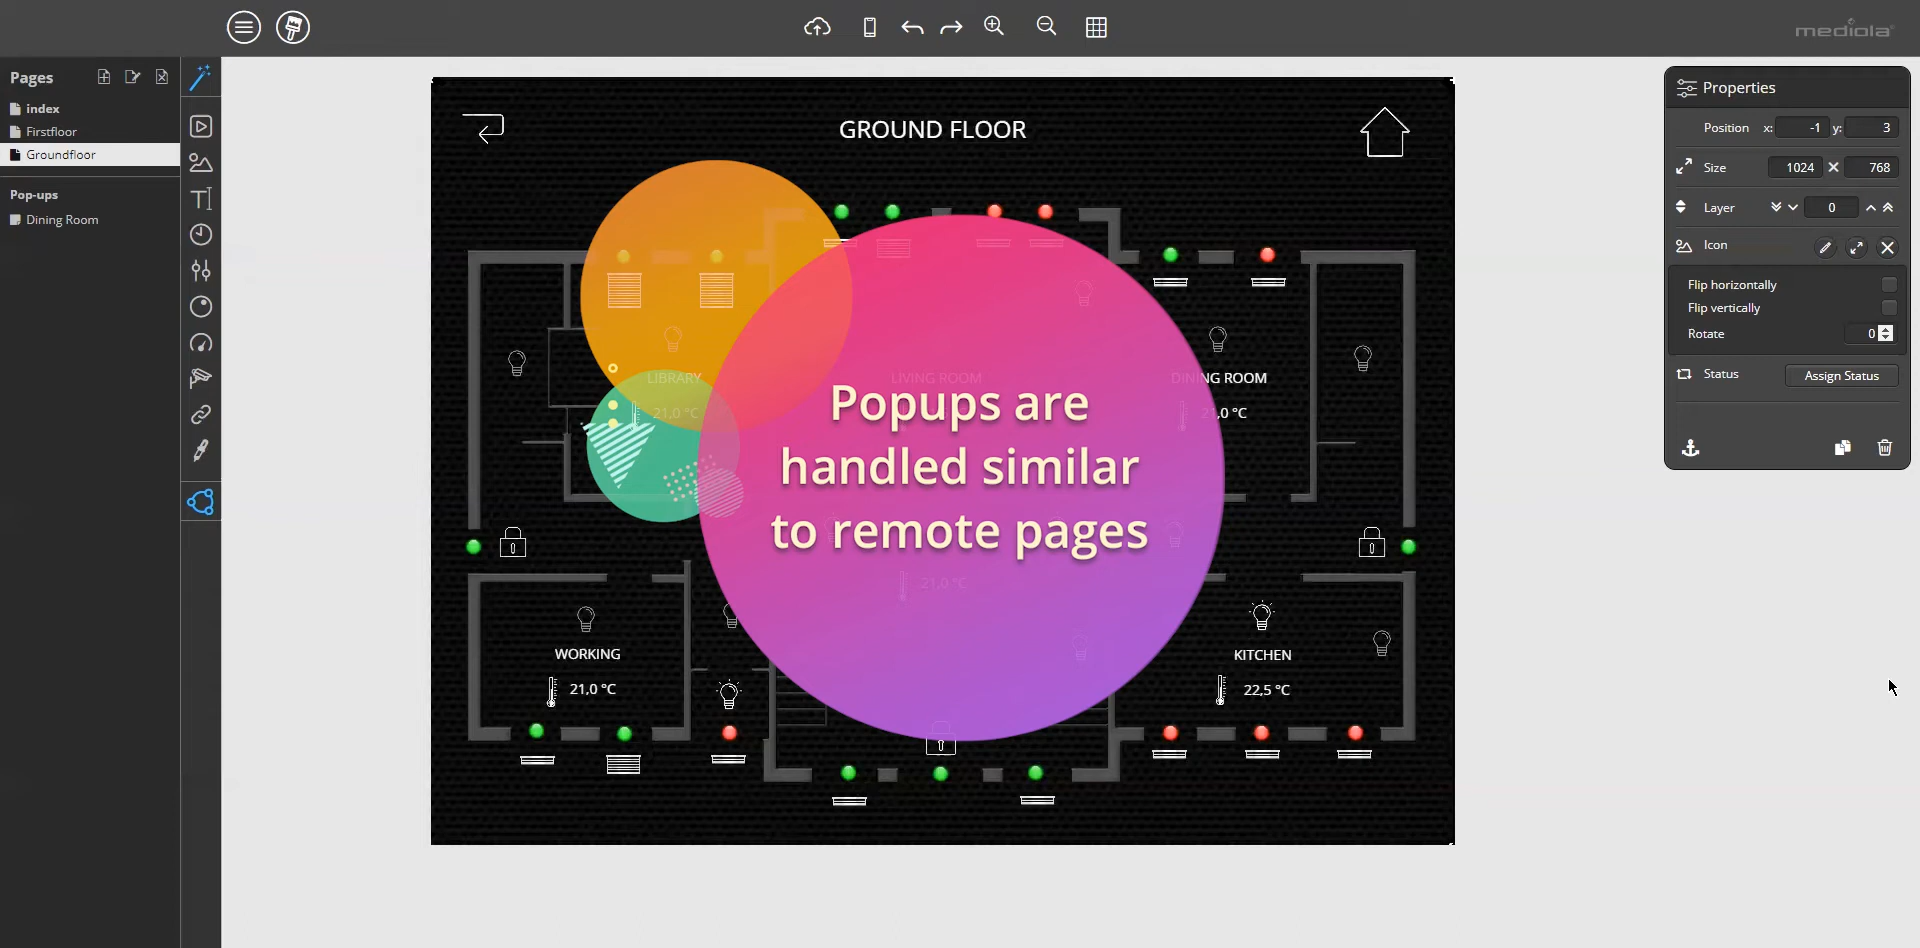 mediola
Pages
index
Firstfloor
Groundfloor
Pop-ups
Dining Room
GROUND FLOOR
LIBRARY
21,0 °C
LIVING ROOM
DINING ROOM
21,0 °C
Popups are
handled similar
to remote pages
21,0 °C
WORKING
21,0 °C
KITCHEN
22,5 °C
Properties
Position x: -1 y: 3
Size 1024 X 768
Layer 0
Icon
Flip horizontally
Flip vertically
Rotate 0
Status Assign Status